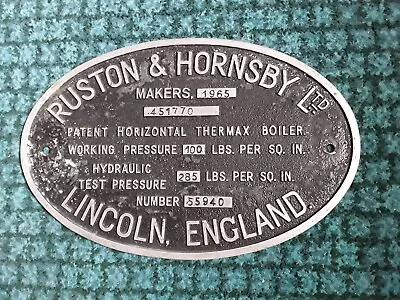 RUSTON & HORNSBY LTD
MAKERS, 1965
451770
PATENT HORIZONTAL THERMAX BOILER.
WORKING PRESSURE 100 LBS. PER SQ. IN.
HYDRAULIC
TEST PRESSURE 285 LBS. PER SQ. IN.
NUMBER 55940
LINCOLN, ENGLAND.